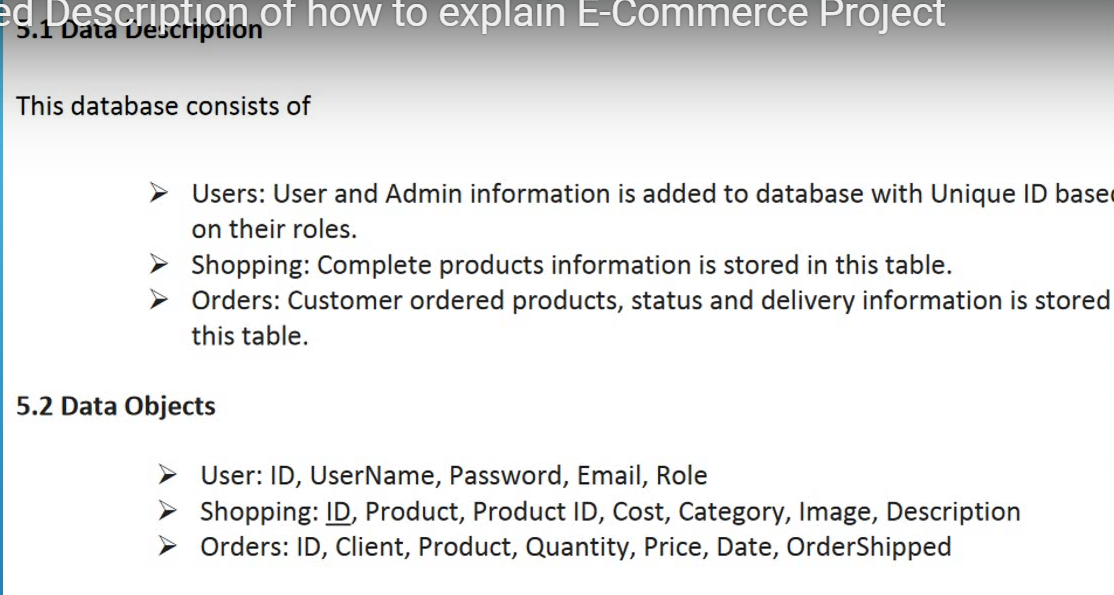 Description of how to explain E-Commerce Project
5.1 Data Description
This database consists of
➢ Users: User and Admin information is added to database with Unique ID
on their roles.
➢ Shopping: Complete products information is stored in this table.
➢ Orders: Customer ordered products, status and delivery information is stored
this table.
5.2 Data Objects
➢ User: ID, UserName, Password, Email, Role
➢ Shopping: ID, Product, Product ID, Cost, Category, Image, Description
➢ Orders: ID, Client, Product, Quantity, Price, Date, OrderShipped